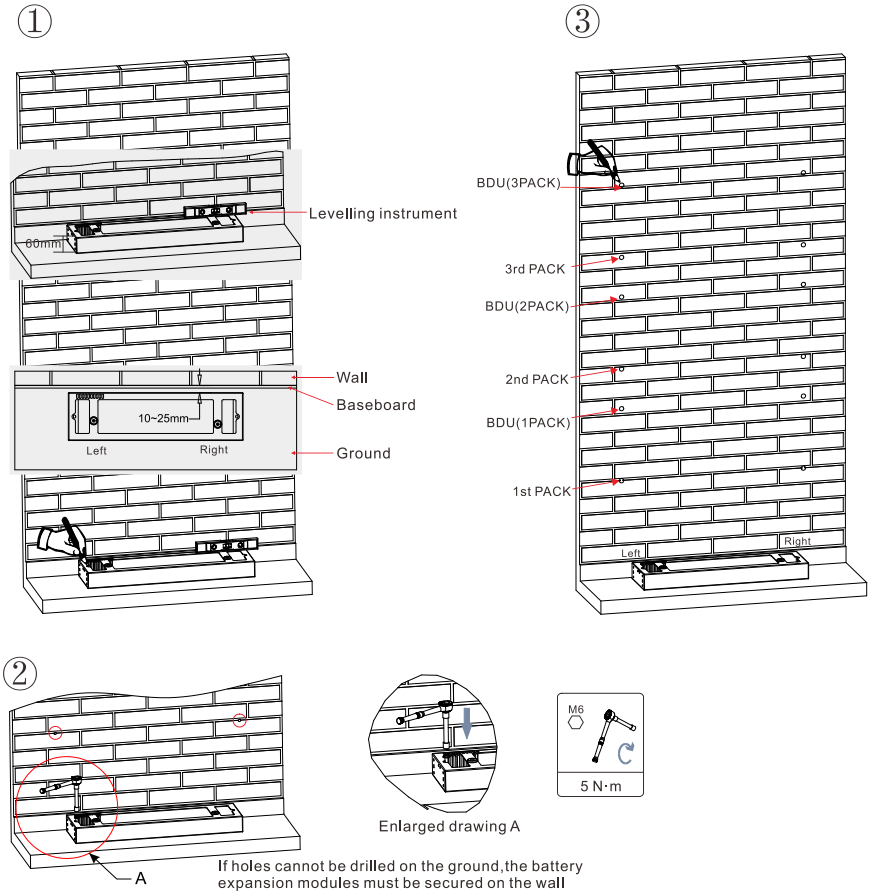 ①
Levelling instrument
60mm
Wall
Baseboard
10~25mm
Left
Right
Ground
③
BDU(3PACK)
3rd PACK
BDU(2PACK)
2nd PACK
BDU(1PACK)
1st PACK
Left
Right
②
A
Enlarged drawing A
M6
5 N·m
If holes cannot be drilled on the ground,the battery
expansion modules must be secured on the wall